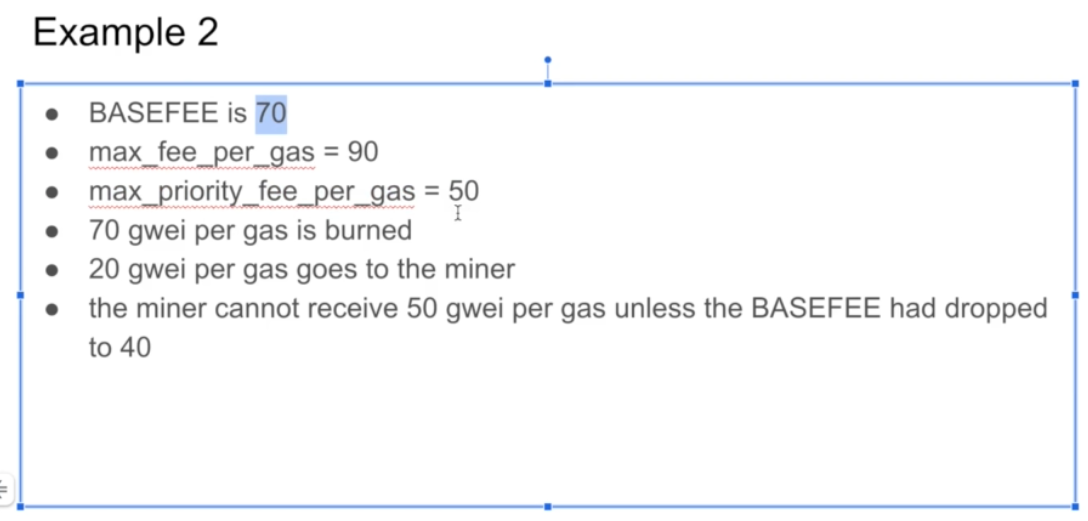 Example 2
● BASEFEE is 70
● max_fee_per_gas = 90
● max_priority_fee_per_gas = 50
● 70 gwei per gas is burned
● 20 gwei per gas goes to the miner
● the miner cannot receive 50 gwei per gas unless the BASEFEE had dropped
to 40